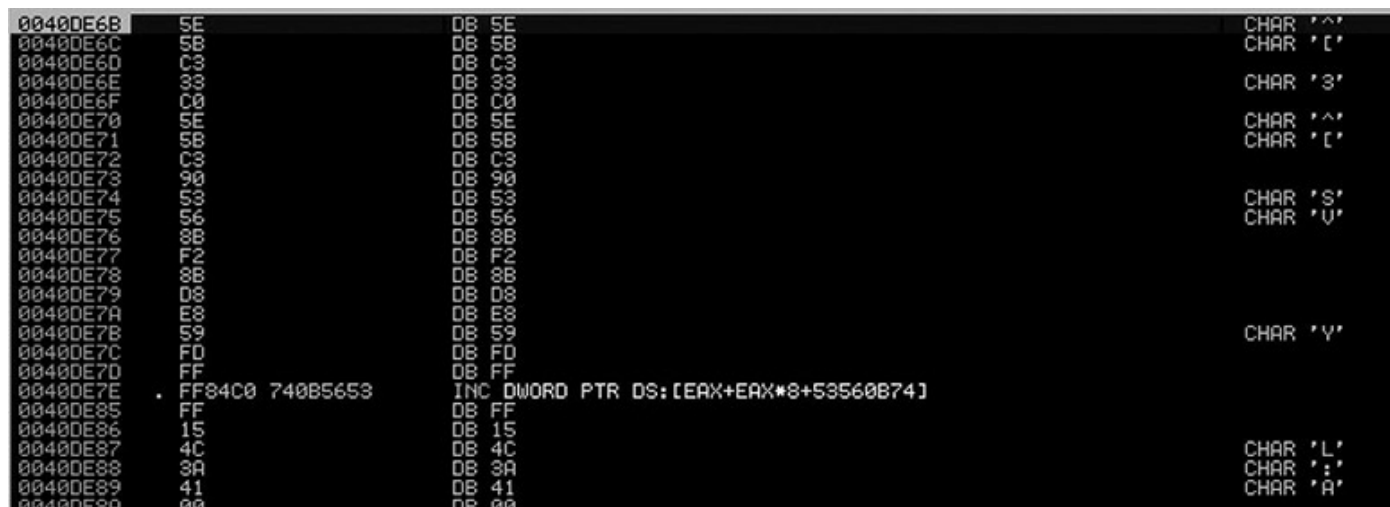 0040DE6B 5E DB 5E CHAR '^'
0040DE6C 5B DB 5B CHAR '['
0040DE6D C3 DB C3
0040DE6E 33 DB 33 CHAR '3'
0040DE6F C0 DB C0
0040DE70 5E DB 5E CHAR '^'
0040DE71 5B DB 5B CHAR '['
0040DE72 C3 DB C3
0040DE73 90 DB 90
0040DE74 53 DB 53 CHAR 'S'
0040DE75 56 DB 56 CHAR 'V'
0040DE76 8B DB 8B
0040DE77 F2 DB F2
0040DE78 8B DB 8B
0040DE79 D8 DB D8
0040DE7A E8 DB E8
0040DE7B 59 DB 59 CHAR 'Y'
0040DE7C FD DB FD
0040DE7D FF DB FF
0040DE7E . FF84C0 740B5653 INC DWORD PTR DS:[EAX+EAX*8+53560B74]
0040DE85 FF DB FF
0040DE86 15 DB 15
0040DE87 4C DB 4C CHAR 'L'
0040DE88 3A DB 3A CHAR ':'
0040DE89 41 DB 41 CHAR 'A'
0040DE8A 00 DB 00